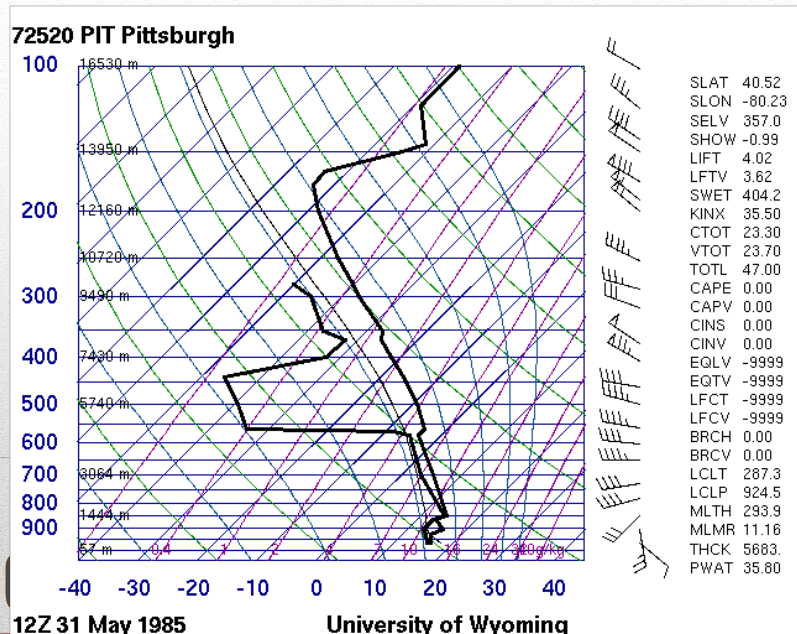 72520 PIT Pittsburgh
100 16530 m
13950 m
200 12160 m
10720 m
300 9490 m
400 7430 m
500 5740 m
600
700 3064 m
800 1444 m
900
57 m 0.4 1 2 4 7 10 16 24 32 40g/kg
-40 -30 -20 -10 0 10 20 30 40
12Z 31 May 1985 University of Wyoming
SLAT 40.52
SLON -80.23
SELV 357.0
SHOW -0.99
LIFT 4.02
LFTV 3.62
SWET 404.2
KINX 35.50
CTOT 23.30
VTOT 23.70
TOTL 47.00
CAPE 0.00
CAPV 0.00
CINS 0.00
CINV 0.00
EQLV -9999
EQTV -9999
LFCT -9999
LFCV -9999
BRCH 0.00
BRCV 0.00
LCLT 287.3
LCLP 924.5
MLTH 293.9
MLMR 11.16
THCK 5683.
PWAT 35.80